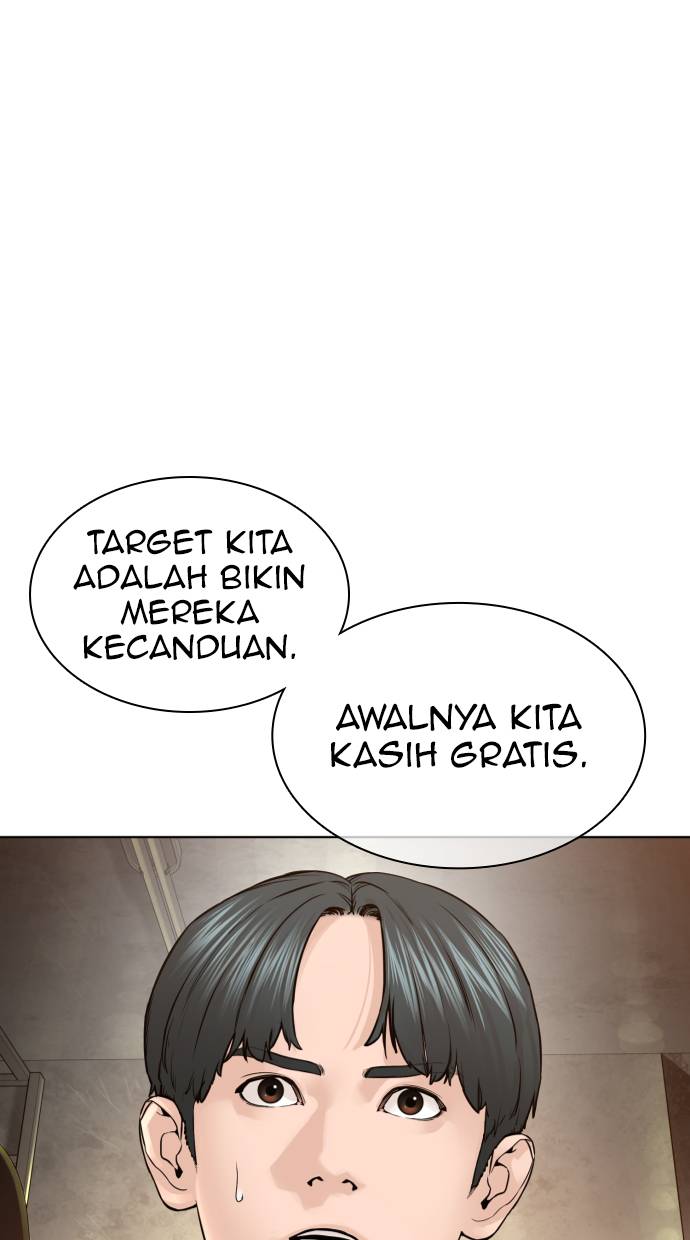 TARGET KITA
ADALAH BIKIN
MEREKA
KECANDUAN.
AWALNYA KITA
KASIH GRATIS.